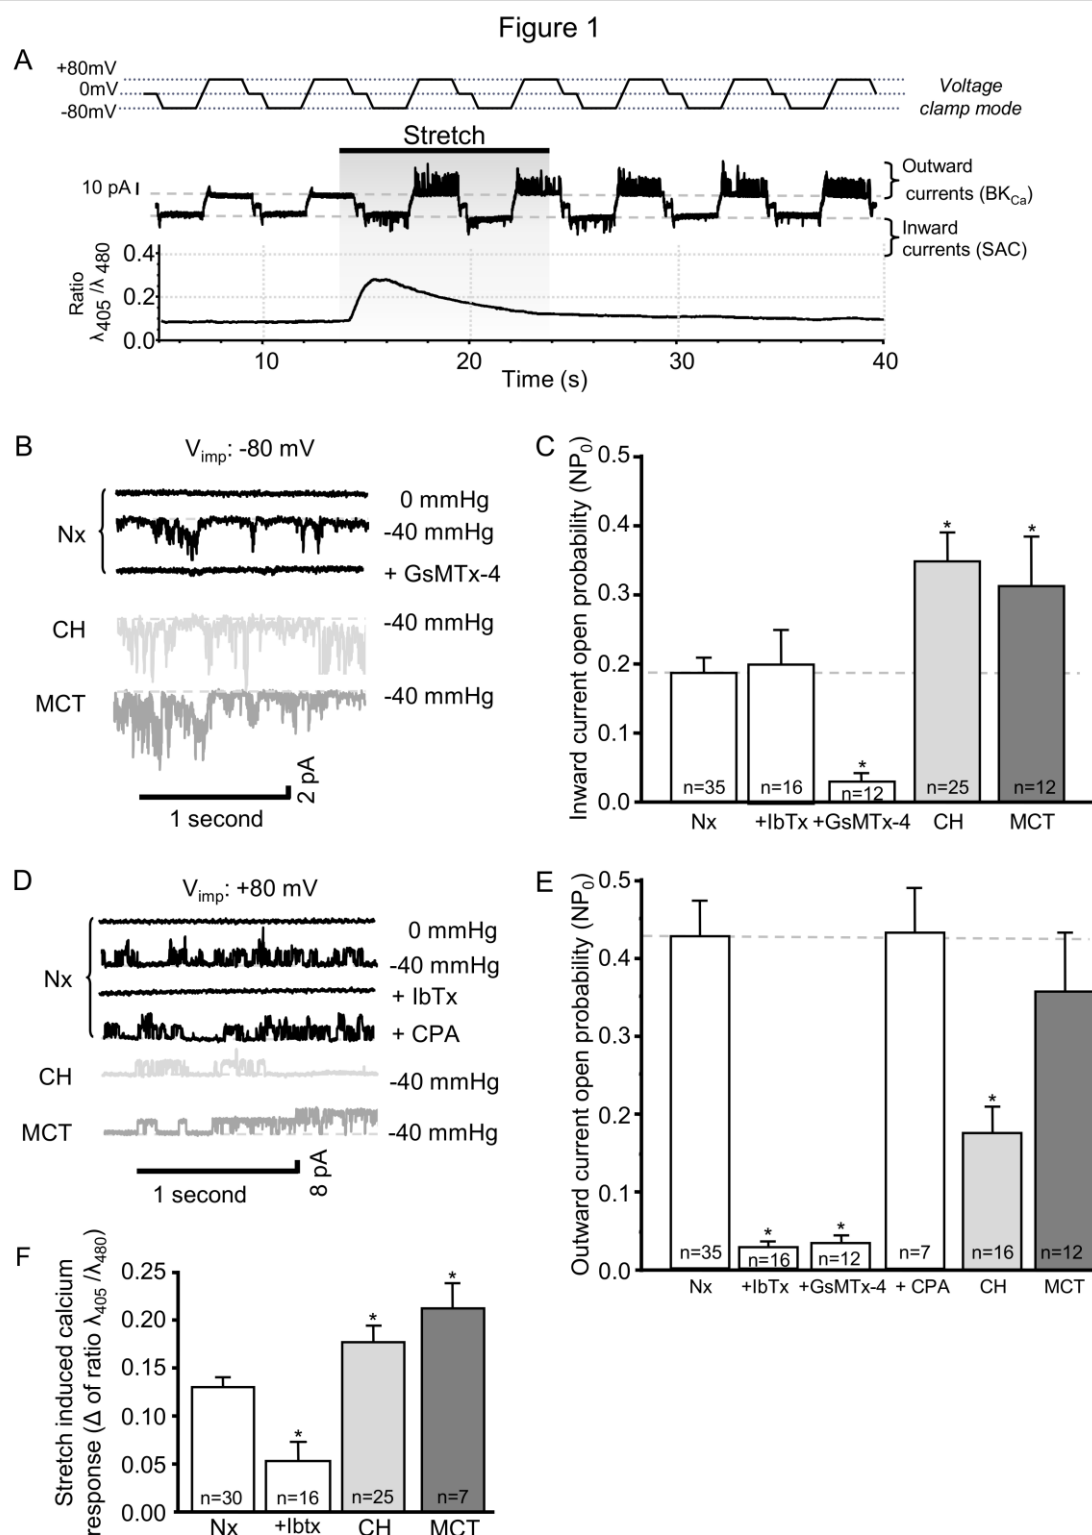 Figure 1
A
+80mV
0mV
-80mV
Voltage
clamp mode
Stretch
10 pA
Outward
currents (BKCa)
Inward
currents (SAC)
Ratio
λ405 /λ 480
0.4
0.2
0.0
10 20 30 40
Time (s)
B
Vimp: -80 mV
Nx
0 mmHg
-40 mmHg
+ GsMTx-4
CH
-40 mmHg
MCT
-40 mmHg
1 second
2 pA
C
Inward current open probability (NP0)
0.5
0.4
0.3
0.2
0.1
0.0
* * *
n=35 n=16 n=12 n=25 n=12
Nx +IbTx +GsMTx-4 CH MCT
D
Vimp: +80 mV
Nx
0 mmHg
-40 mmHg
+ IbTx
+ CPA
CH
-40 mmHg
MCT
-40 mmHg
1 second
8 pA
E
Outward current open probability (NP0)
0.5
0.4
0.3
0.2
0.1
0.0
* * *
n=35 n=16 n=12 n=7 n=16 n=12
Nx +IbTx +GsMTx-4 + CPA CH MCT
F
Stretch induced calcium
response (Δ of ratio λ405 /λ480)
0.25
0.20
0.15
0.10
0.05
0.00
* * *
n=30 n=16 n=25 n=7
Nx +Ibtx CH MCT